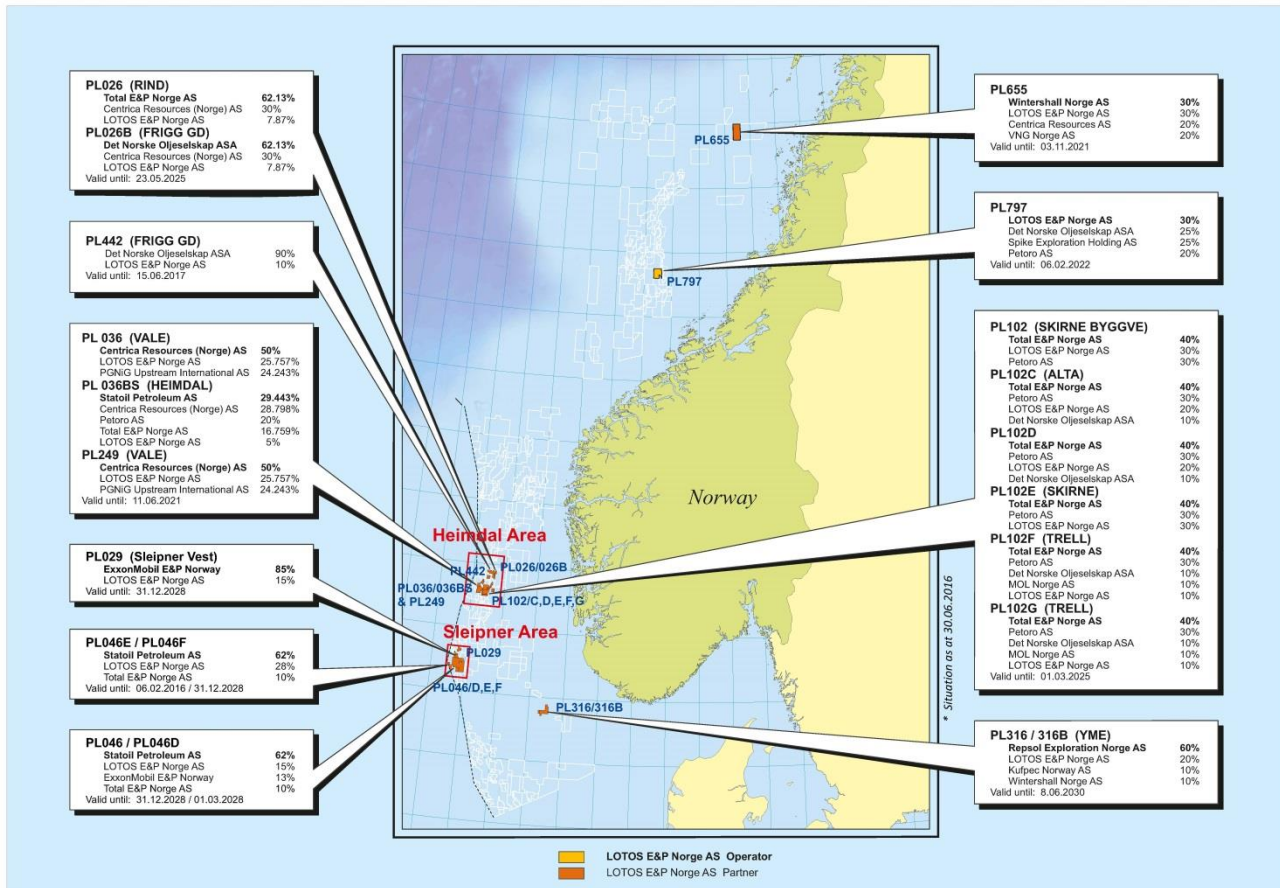 PL026 (RIND)
Total E&P Norge AS 62.13%
Centrica Resources (Norge) AS 30%
LOTOS E&P Norge AS 7.87%
PL026B (FRIGG GD)
Det Norske Oljeselskap ASA 62.13%
Centrica Resources (Norge) AS 30%
LOTOS E&P Norge AS 7.87%
Valid until: 23.05.2025
PL442 (FRIGG GD)
Det Norske Oljeselskap ASA 90%
LOTOS E&P Norge AS 10%
Valid until: 15.06.2017
PL 036 (VALE)
Centrica Resources (Norge) AS 50%
LOTOS E&P Norge AS 25.757%
PGNiG Upstream International AS 24.243%
PL 036BS (HEIMDAL)
Statoil Petroleum AS 29.443%
Centrica Resources (Norge) AS 28.798%
Petoro AS 20%
Total E&P Norge AS 16.759%
LOTOS E&P Norge AS 5%
PL249 (VALE)
Centrica Resources (Norge) AS 50%
LOTOS E&P Norge AS 25.757%
PGNiG Upstream International AS 24.243%
Valid until: 11.06.2021
PL029 (Sleipner Vest)
ExxonMobil E&P Norway 85%
LOTOS E&P Norge AS 15%
Valid until: 31.12.2028
PL046E / PL046F
Statoil Petroleum AS 62%
LOTOS E&P Norge AS 28%
Total E&P Norge AS 10%
Valid until: 06.02.2016 / 31.12.2028
PL046 / PL046D
Statoil Petroleum AS 62%
LOTOS E&P Norge AS 15%
ExxonMobil E&P Norway 13%
Total E&P Norge AS 10%
Valid until: 31.12.2028 / 01.03.2028
PL655
PL797
Norway
Heimdal Area
PL442
PL026/026B
PL036/036BS
& PL249
PL102/C,D,E,F,G
Sleipner Area
PL029
PL046/D,E,F
PL316/316B
* Situation as at 30.06.2016
PL655
Wintershall Norge AS 30%
LOTOS E&P Norge AS 30%
Centrica Resources AS 20%
VNG Norge AS 20%
Valid until: 03.11.2021
PL797
LOTOS E&P Norge AS 30%
Det Norske Oljeselskap ASA 25%
Spike Exploration Holding AS 25%
Petoro AS 20%
Valid until: 06.02.2022
PL102 (SKIRNE BYGGVE)
Total E&P Norge AS 40%
LOTOS E&P Norge AS 30%
Petoro AS 30%
PL102C (ALTA)
Total E&P Norge AS 40%
Petoro AS 30%
LOTOS E&P Norge AS 20%
Det Norske Oljeselskap ASA 10%
PL102D
Total E&P Norge AS 40%
Petoro AS 30%
LOTOS E&P Norge AS 20%
Det Norske Oljeselskap ASA 10%
PL102E (SKIRNE)
Total E&P Norge AS 40%
Petoro AS 30%
LOTOS E&P Norge AS 30%
PL102F (TRELL)
Total E&P Norge AS 40%
Petoro AS 30%
Det Norske Oljeselskap ASA 10%
MOL Norge AS 10%
LOTOS E&P Norge AS 10%
PL102G (TRELL)
Total E&P Norge AS 40%
Petoro AS 30%
Det Norske Oljeselskap ASA 10%
MOL Norge AS 10%
LOTOS E&P Norge AS 10%
Valid until: 01.03.2025
PL316 / 316B (YME)
Repsol Exploration Norge AS 60%
LOTOS E&P Norge AS 20%
Kufpec Norway AS 10%
Wintershall Norge AS 10%
Valid until: 8.06.2030
LOTOS E&P Norge AS Operator
LOTOS E&P Norge AS Partner